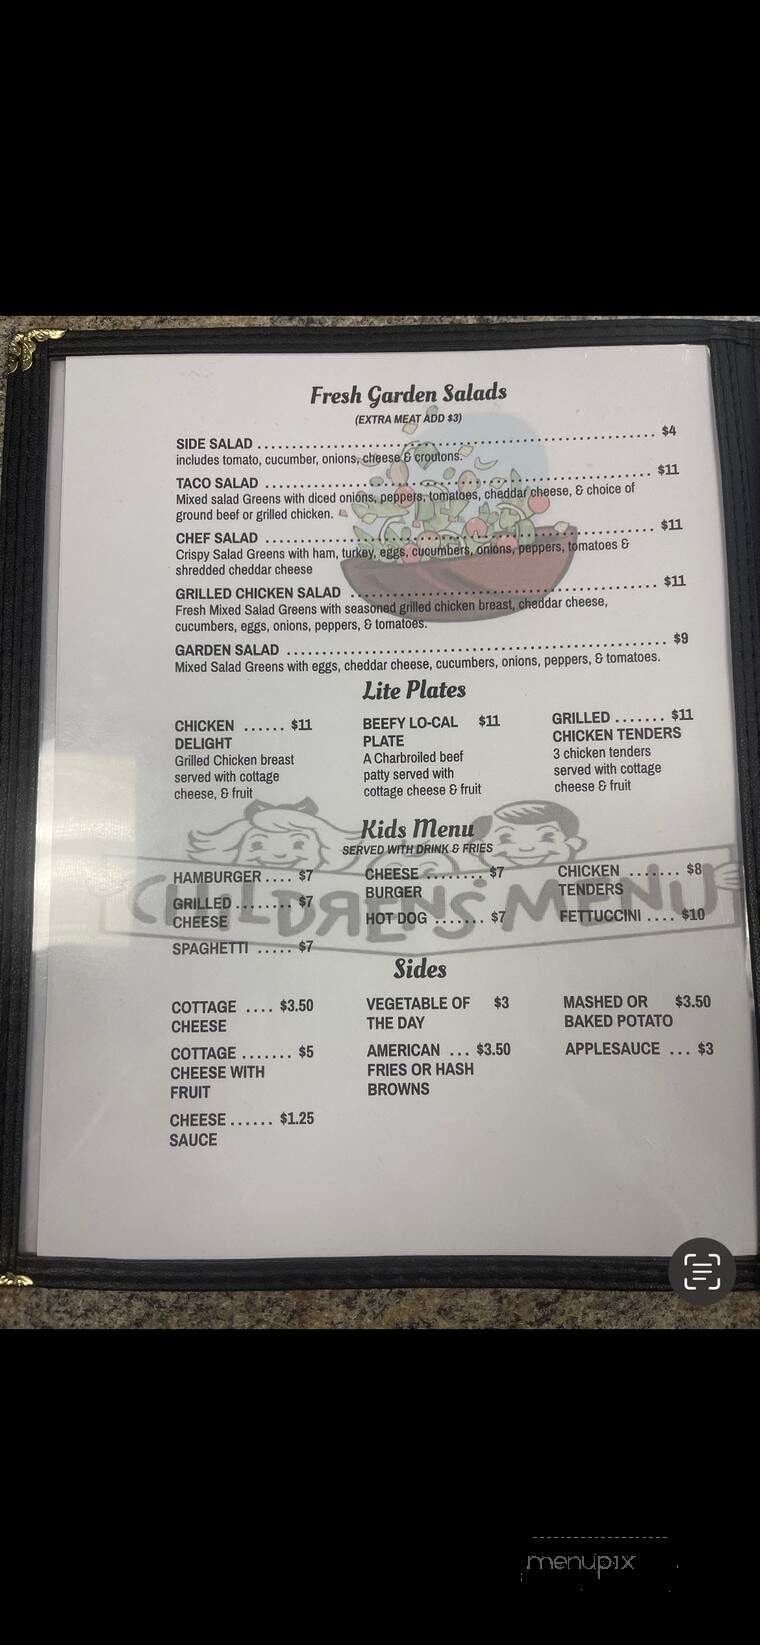 Fresh Garden Salads
(EXTRA MEAT ADD $3)
SIDE SALAD ........ $4
includes tomato, cucumber, onions, cheese & croutons.
TACO SALAD ........ $11
Mixed salad Greens with diced onions, peppers, tomatoes, cheddar cheese, & choice of
ground beef or grilled chicken.
CHEF SALAD ........ $11
Crispy Salad Greens with ham, turkey, eggs, cucumbers, onions, peppers, tomatoes &
shredded cheddar cheese
GRILLED CHICKEN SALAD ........ $11
Fresh Mixed Salad Greens with seasoned grilled chicken breast, cheddar cheese,
cucumbers, eggs, onions, peppers, & tomatoes.
GARDEN SALAD ........ $9
Mixed Salad Greens with eggs, cheddar cheese, cucumbers, onions, peppers, & tomatoes.
Lite Plates
CHICKEN ...... $11
DELIGHT
Grilled Chicken breast
served with cottage
cheese, & fruit
BEEFY LO-CAL $11
PLATE
A Charbroiled beef
patty served with
cottage cheese & fruit
GRILLED ....... $11
CHICKEN TENDERS
3 chicken tenders
served with cottage
cheese & fruit
Kids Menu
SERVED WITH DRINK & FRIES
CHILDRENS MENU
HAMBURGER .... $7
GRILLED ........ $7
CHEESE
SPAGHETTI ..... $7
CHEESE ........ $7
BURGER
HOT DOG ....... $7
CHICKEN ....... $8
TENDERS
FETTUCCINI .... $10
Sides
COTTAGE .... $3.50
CHEESE
COTTAGE ....... $5
CHEESE WITH
FRUIT
CHEESE ...... $1.25
SAUCE
VEGETABLE OF $3
THE DAY
AMERICAN ... $3.50
FRIES OR HASH
BROWNS
MASHED OR $3.50
BAKED POTATO
APPLESAUCE ... $3
menupix